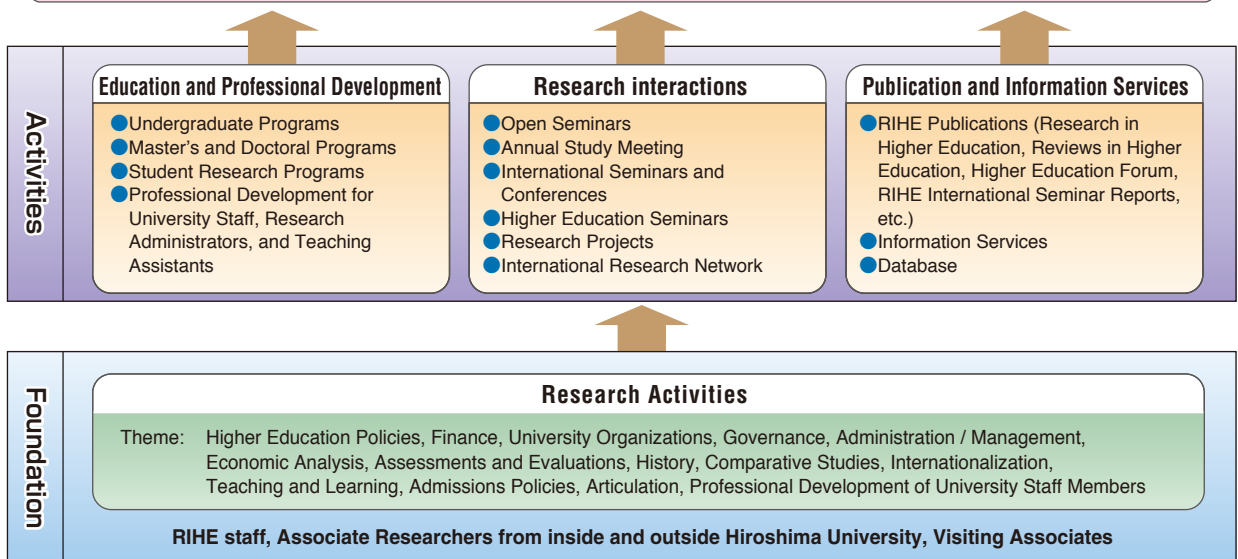 Activities
Education and Professional Development
●Undergraduate Programs
●Master's and Doctoral Programs
●Student Research Programs
●Professional Development for
University Staff, Research
Administrators, and Teaching
Assistants
Research interactions
●Open Seminars
●Annual Study Meeting
●International Seminars and
Conferences
●Higher Education Seminars
●Research Projects
●International Research Network
Publication and Information Services
●RIHE Publications (Research in
Higher Education, Reviews in Higher
Education, Higher Education Forum,
RIHE International Seminar Reports,
etc.)
●Information Services
●Database
Foundation
Research Activities
Theme: Higher Education Policies, Finance, University Organizations, Governance, Administration / Management,
Economic Analysis, Assessments and Evaluations, History, Comparative Studies, Internationalization,
Teaching and Learning, Admissions Policies, Articulation, Professional Development of University Staff Members
RIHE staff, Associate Researchers from inside and outside Hiroshima University, Visiting Associates